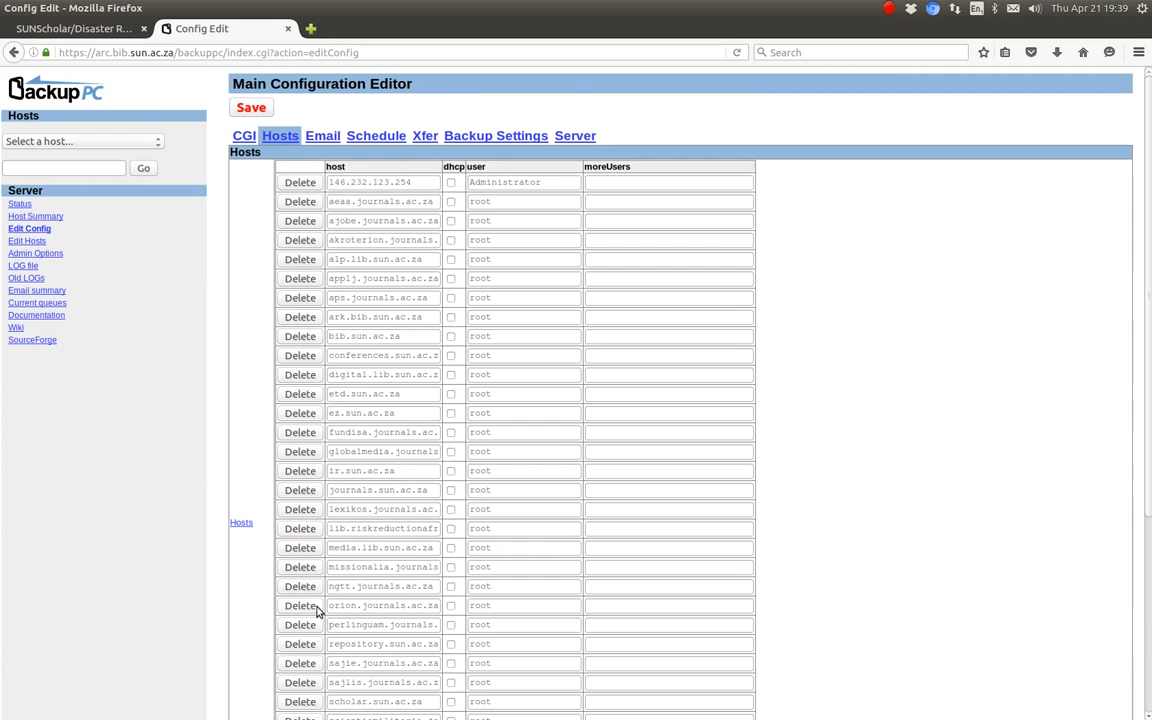 Config Edit - Mozilla Firefox
En
Thu Apr 21 19:39
SUNScholar/Disaster R...
Config Edit
https://arc.bib.sun.ac.za/backuppc/index.cgi?action=editConfig
Search
BackupPC
Hosts
Select a host...
Go
Server
Status
Host Summary
Edit Config
Edit Hosts
Admin Options
LOG file
Old LOGs
Email summary
Current queues
Documentation
Wiki
SourceForge
Main Configuration Editor
Save
CGI Hosts Email Schedule Xfer Backup Settings Server
Hosts
Hosts
host dhcp user moreUsers
Delete 146.232.123.254 Administrator
Delete aeaa.journals.ac.za root
Delete ajobe.journals.ac.za root
Delete akroterion.journals. root
Delete alp.lib.sun.ac.za root
Delete applj.journals.ac.za root
Delete aps.journals.ac.za root
Delete ark.bib.sun.ac.za root
Delete bib.sun.ac.za root
Delete conferences.sun.ac.z root
Delete digital.lib.sun.ac.z root
Delete etd.sun.ac.za root
Delete ez.sun.ac.za root
Delete fundisa.journals.ac. root
Delete globalmedia.journals root
Delete ir.sun.ac.za root
Delete journals.sun.ac.za root
Delete lexikos.journals.ac. root
Delete lib.riskreductionafr root
Delete media.lib.sun.ac.za root
Delete missionalia.journals root
Delete ngtt.journals.ac.za root
Delete orion.journals.ac.za root
Delete perlinguam.journals. root
Delete repository.sun.ac.za root
Delete sajie.journals.ac.za root
Delete sajlis.journals.ac.z root
Delete scholar.sun.ac.za root